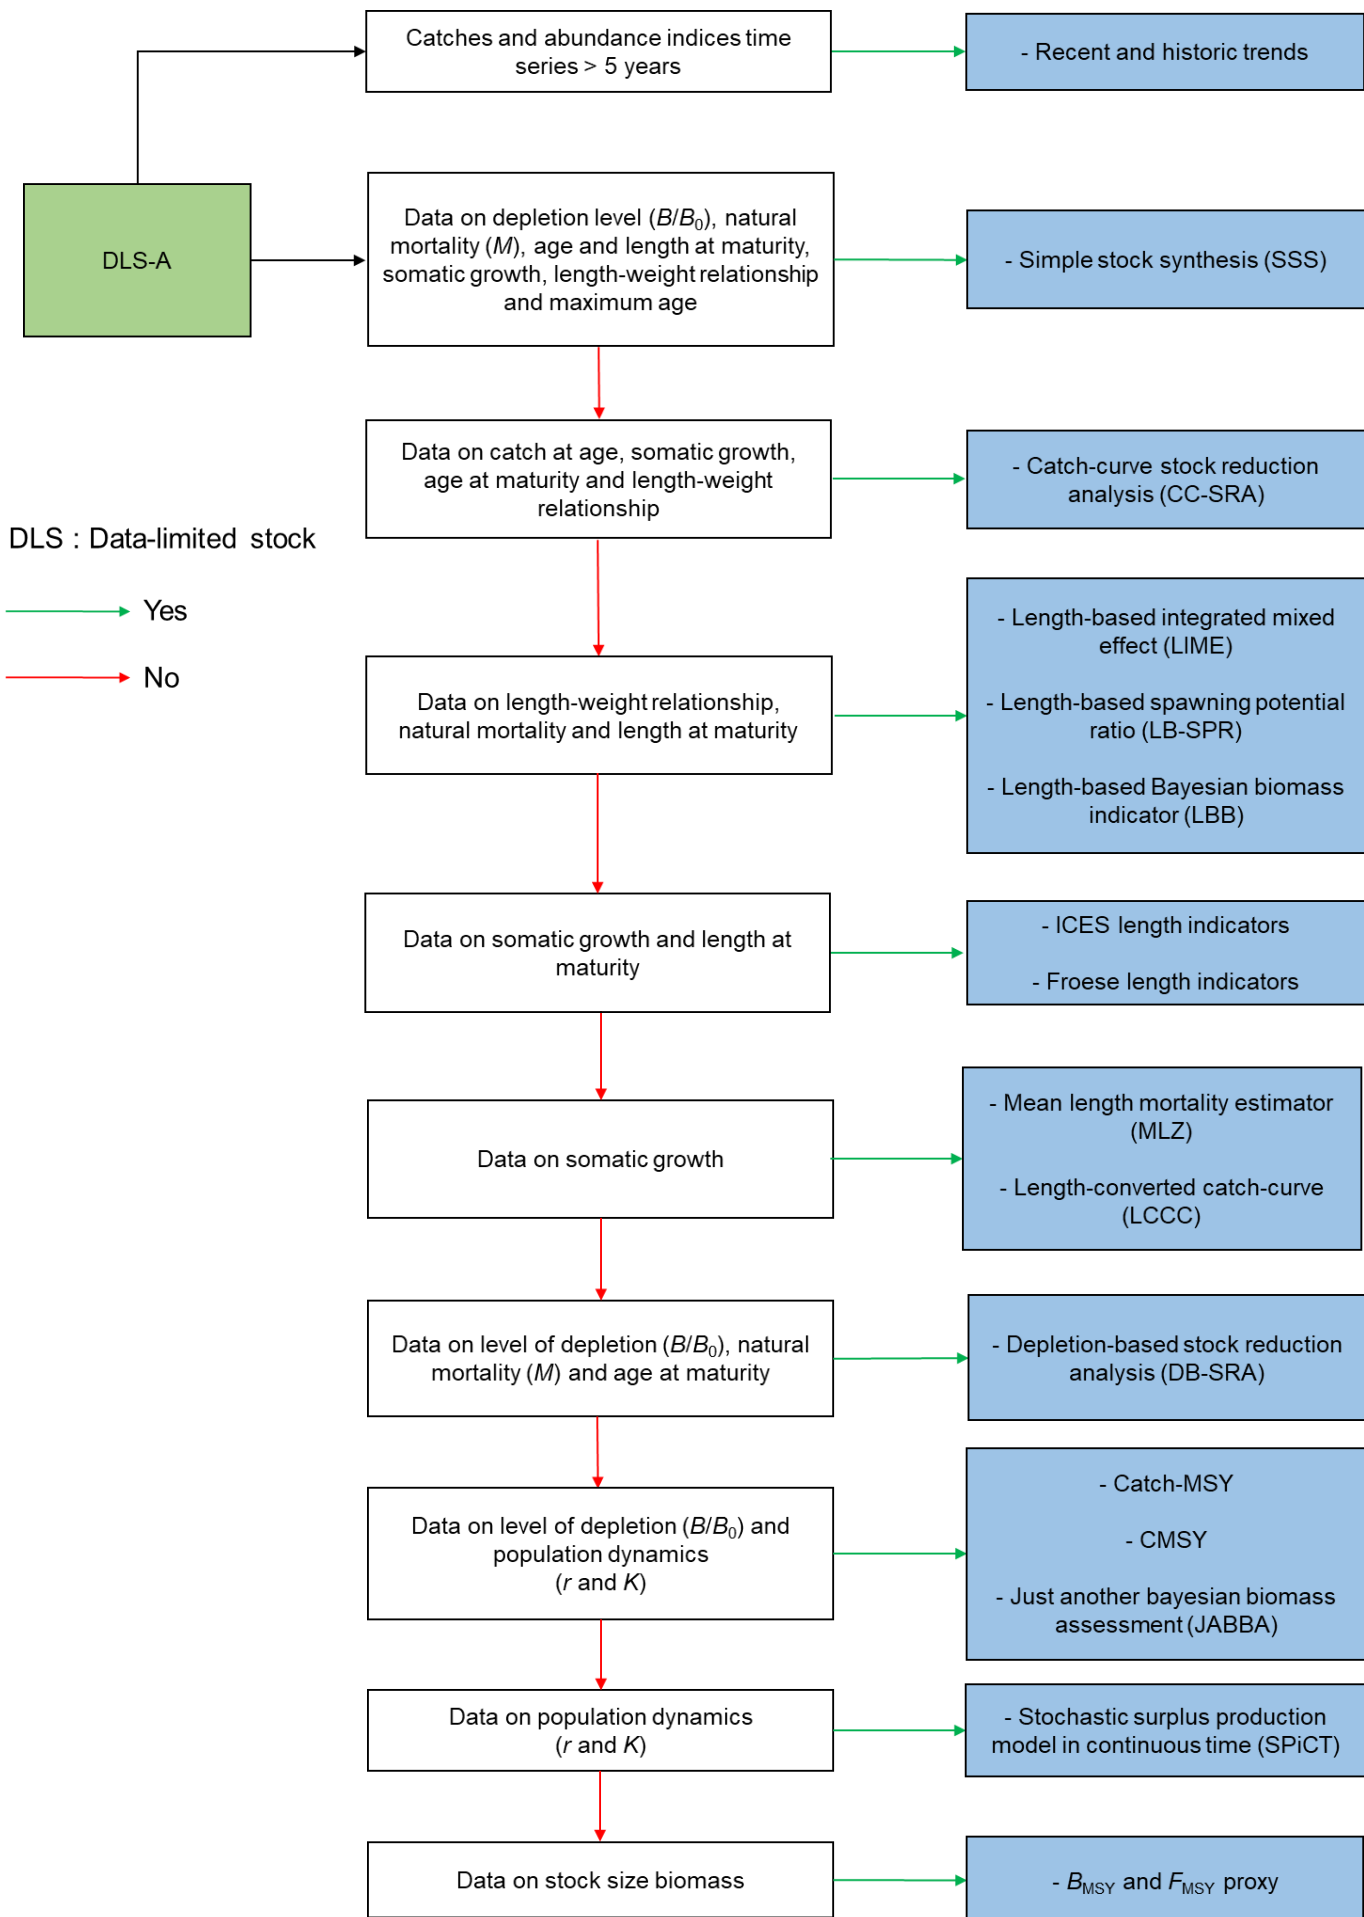 Catches and abundance indices time
series > 5 years
- Recent and historic trends
DLS-A
Data on depletion level (B/B₀), natural
mortality (M), age and length at maturity,
somatic growth, length-weight relationship
and maximum age
- Simple stock synthesis (SSS)
Data on catch at age, somatic growth,
age at maturity and length-weight
relationship
- Catch-curve stock reduction
analysis (CC-SRA)
DLS : Data-limited stock
Yes
No
Data on length-weight relationship,
natural mortality and length at maturity
- Length-based integrated mixed
effect (LIME)
- Length-based spawning potential
ratio (LB-SPR)
- Length-based Bayesian biomass
indicator (LBB)
Data on somatic growth and length at
maturity
- ICES length indicators
- Froese length indicators
Data on somatic growth
- Mean length mortality estimator
(MLZ)
- Length-converted catch-curve
(LCCC)
Data on level of depletion (B/B₀), natural
mortality (M) and age at maturity
- Depletion-based stock reduction
analysis (DB-SRA)
Data on level of depletion (B/B₀) and
population dynamics
(r and K)
- Catch-MSY
- CMSY
- Just another bayesian biomass
assessment (JABBA)
Data on population dynamics
(r and K)
- Stochastic surplus production
model in continuous time (SPiCT)
Data on stock size biomass
- BMSY and FMSY proxy